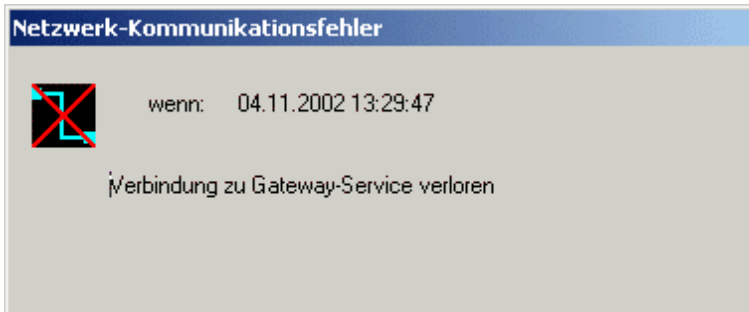 Netzwerk-Kommunikationsfehler
wenn: 04.11.2002 13:29:47
Verbindung zu Gateway-Service verloren